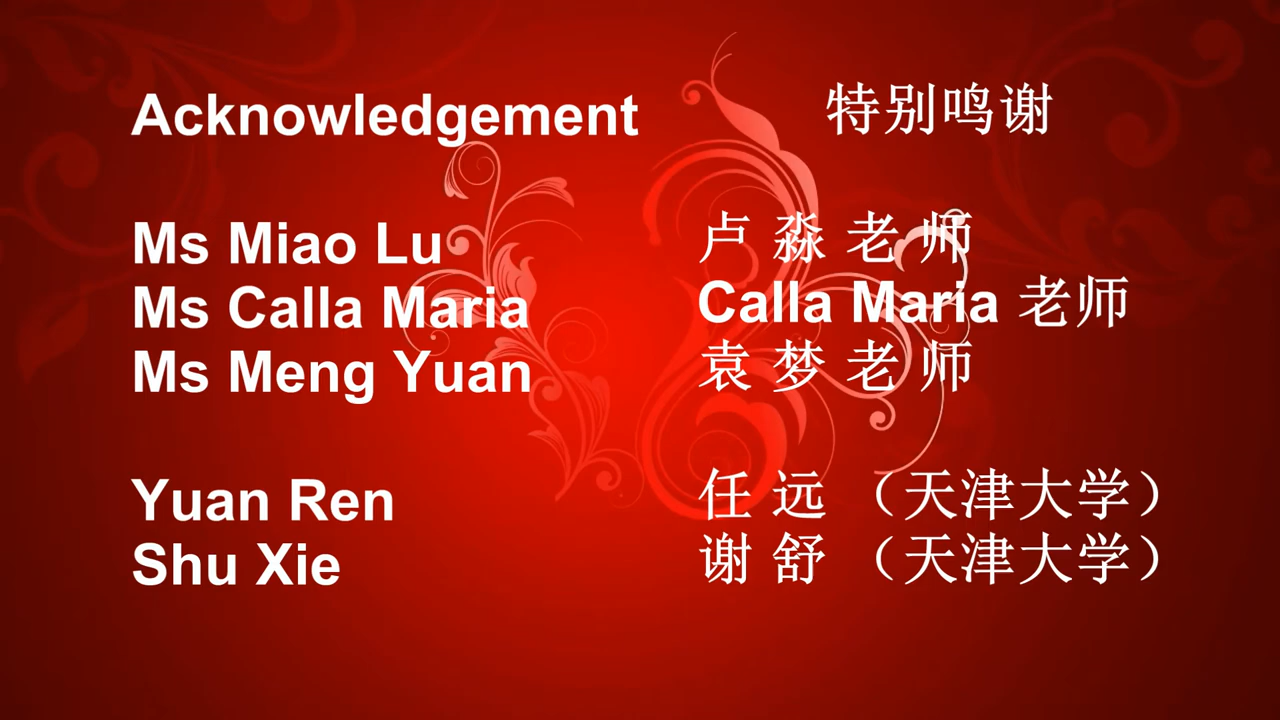 Acknowledgement 特别鸣谢
Ms Miao Lu 卢 淼 老 师
Ms Calla Maria Calla Maria 老师
Ms Meng Yuan 袁 梦 老 师
Yuan Ren 任 远 （天津大学）
Shu Xie 谢 舒 （天津大学）